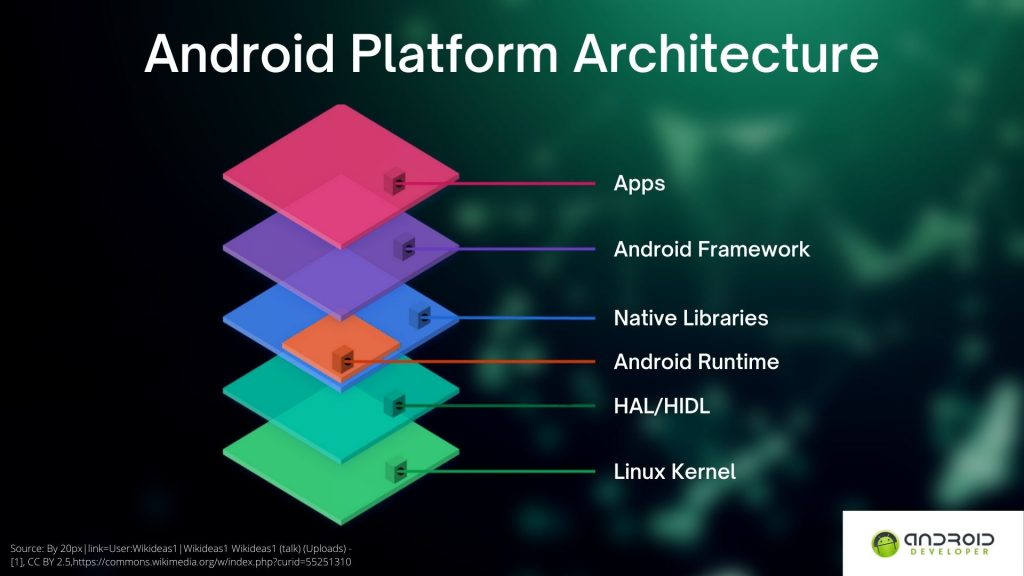 Android Platform Architecture
Apps
Android Framework
Native Libraries
Android Runtime
HAL/HIDL
Linux Kernel
Source: By 20px|link=User:Wikideas1|Wikideas1 Wikideas1 (talk) (Uploads) -
[1], CC BY 2.5,https://commons.wikimedia.org/w/index.php?curid=55251310
ANDROID
DEVELOPER